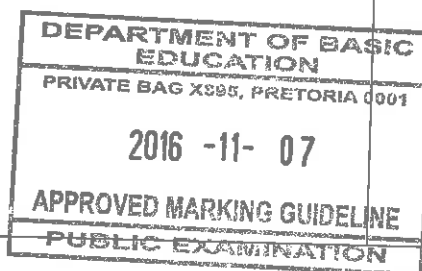 DEPARTMENT OF BASIC
EDUCATION
PRIVATE BAG X895, PRETORIA 0001
2016 -11- 07
APPROVED MARKING GUIDELINE
PUBLIC EXAMINATION